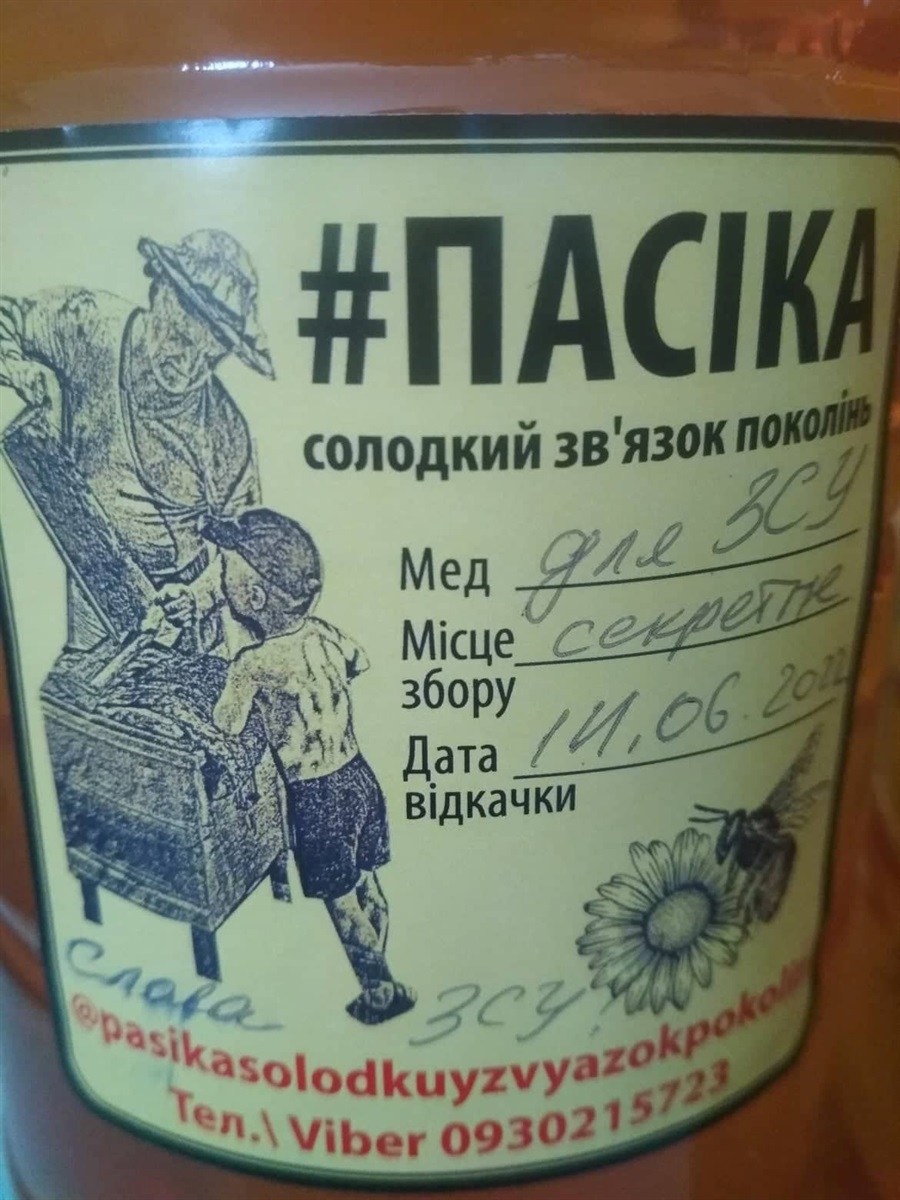 #ПАСІКА
солодкий зв'язок поколінь
Мед для ЗСУ
Місце секретне
збору
Дата 14.06.2022
відкачки
Слава ЗСУ!
@pasikasolodkuyzvyazokpokolin
Тел.\ Viber 0930215723